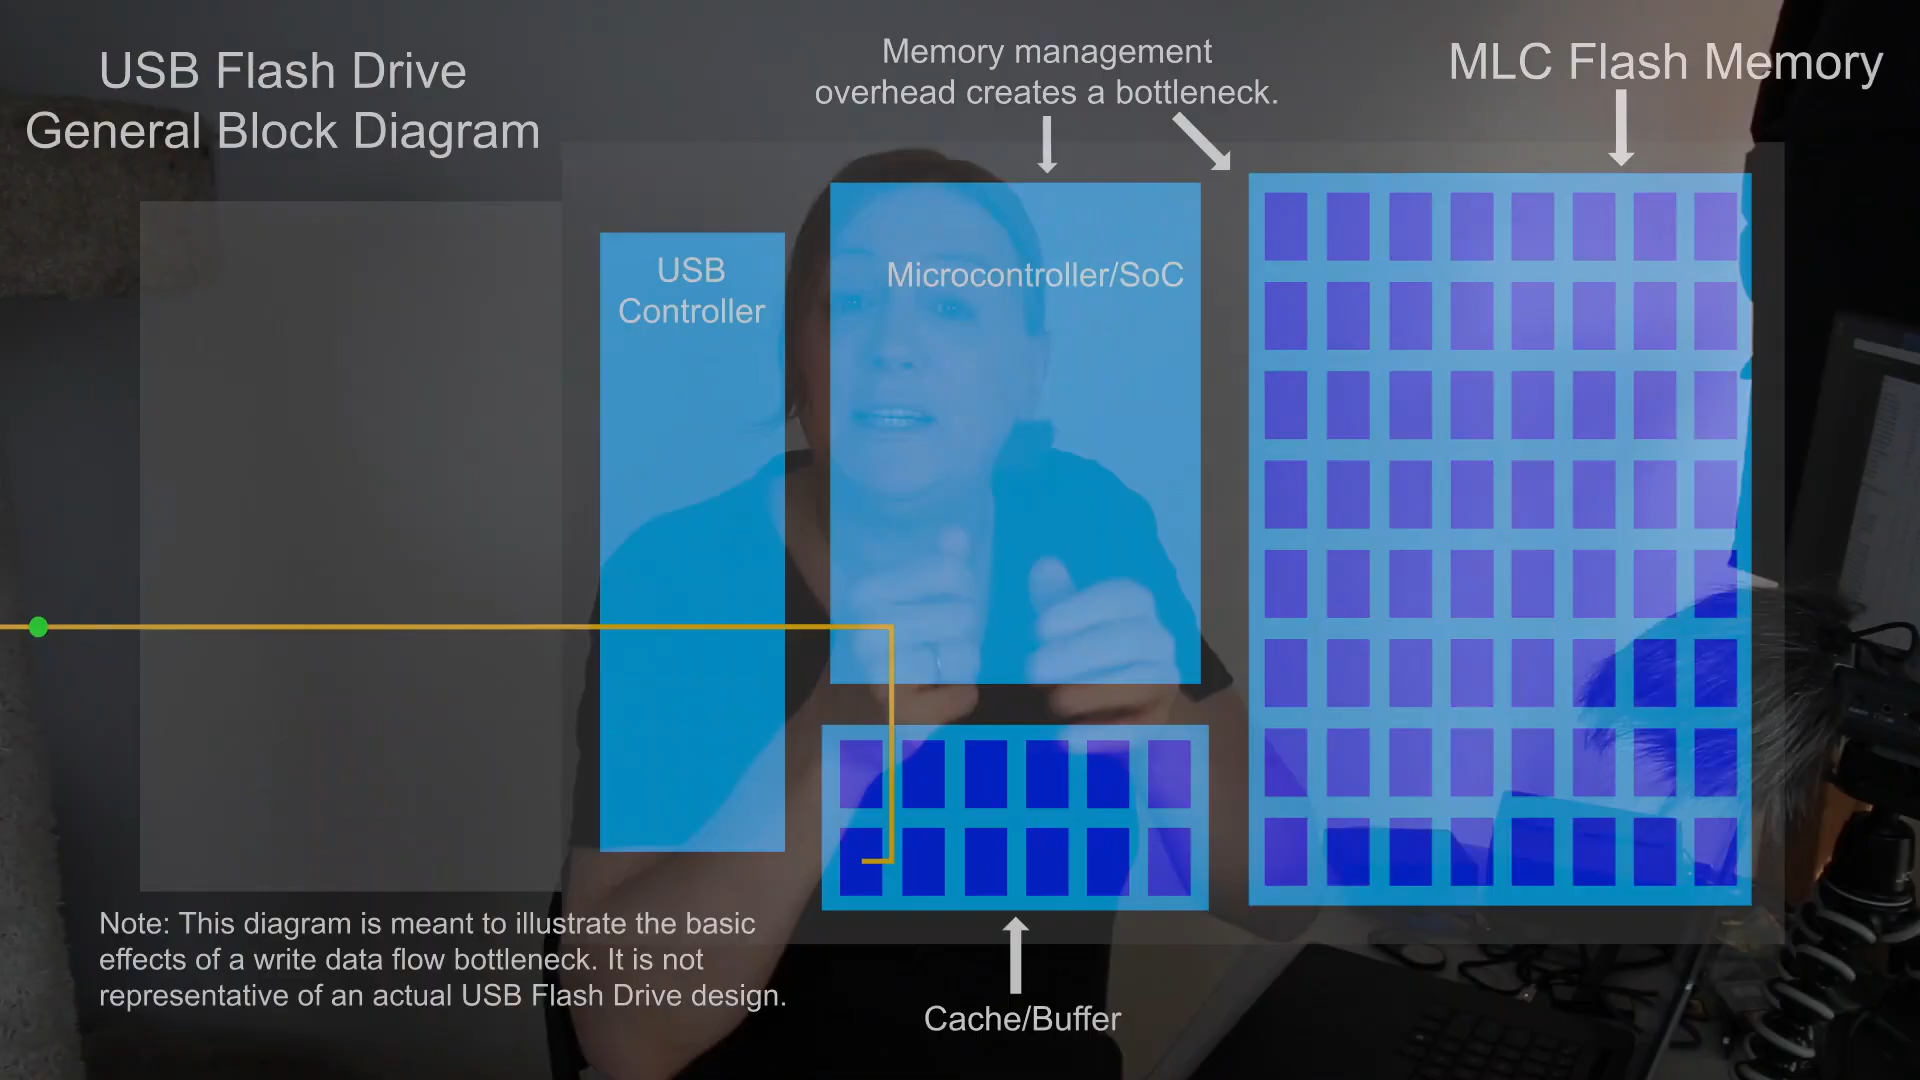 USB Flash Drive
General Block Diagram
Memory management
overhead creates a bottleneck.
MLC Flash Memory
USB
Controller
Microcontroller/SoC
Note: This diagram is meant to illustrate the basic
effects of a write data flow bottleneck. It is not
representative of an actual USB Flash Drive design.
Cache/Buffer